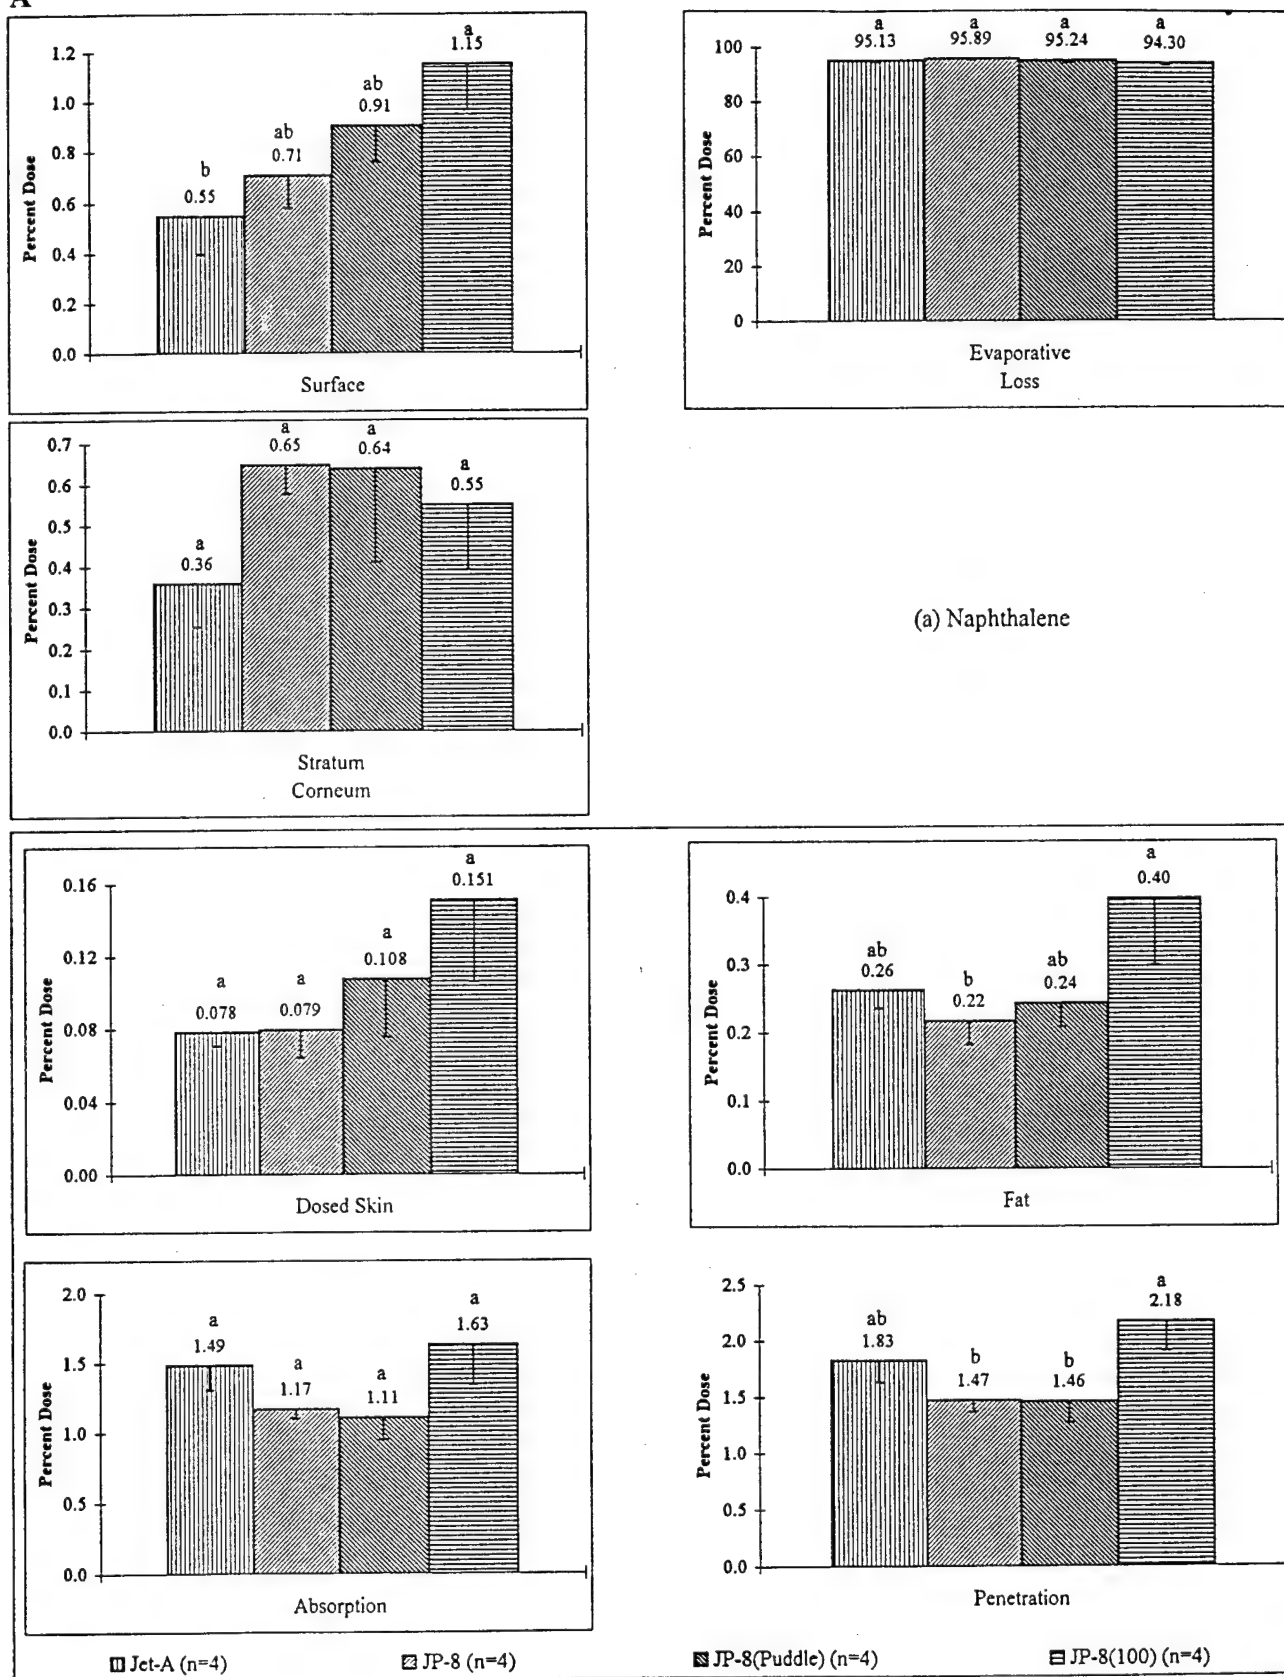 A
Percent Dose
1.2
1.0
0.8
0.6
0.4
0.2
0.0
b
0.55
ab
0.71
ab
0.91
a
1.15
Surface
Percent Dose
100
80
60
40
20
0
a
95.13
a
95.89
a
95.24
a
94.30
Evaporative
Loss
Percent Dose
0.7
0.6
0.5
0.4
0.3
0.2
0.1
0.0
a
0.36
a
0.65
a
0.64
a
0.55
Stratum
Corneum
(a) Naphthalene
Percent Dose
0.16
0.12
0.08
0.04
0.00
a
0.078
a
0.079
a
0.108
a
0.151
Dosed Skin
Percent Dose
0.4
0.3
0.2
0.1
0.0
ab
0.26
b
0.22
ab
0.24
a
0.40
Fat
Percent Dose
2.0
1.5
1.0
0.5
0.0
a
1.49
a
1.17
a
1.11
a
1.63
Absorption
Percent Dose
2.5
2.0
1.5
1.0
0.5
0.0
ab
1.83
b
1.47
b
1.46
a
2.18
Penetration
Jet-A (n=4)
JP-8 (n=4)
JP-8(Puddle) (n=4)
JP-8(100) (n=4)